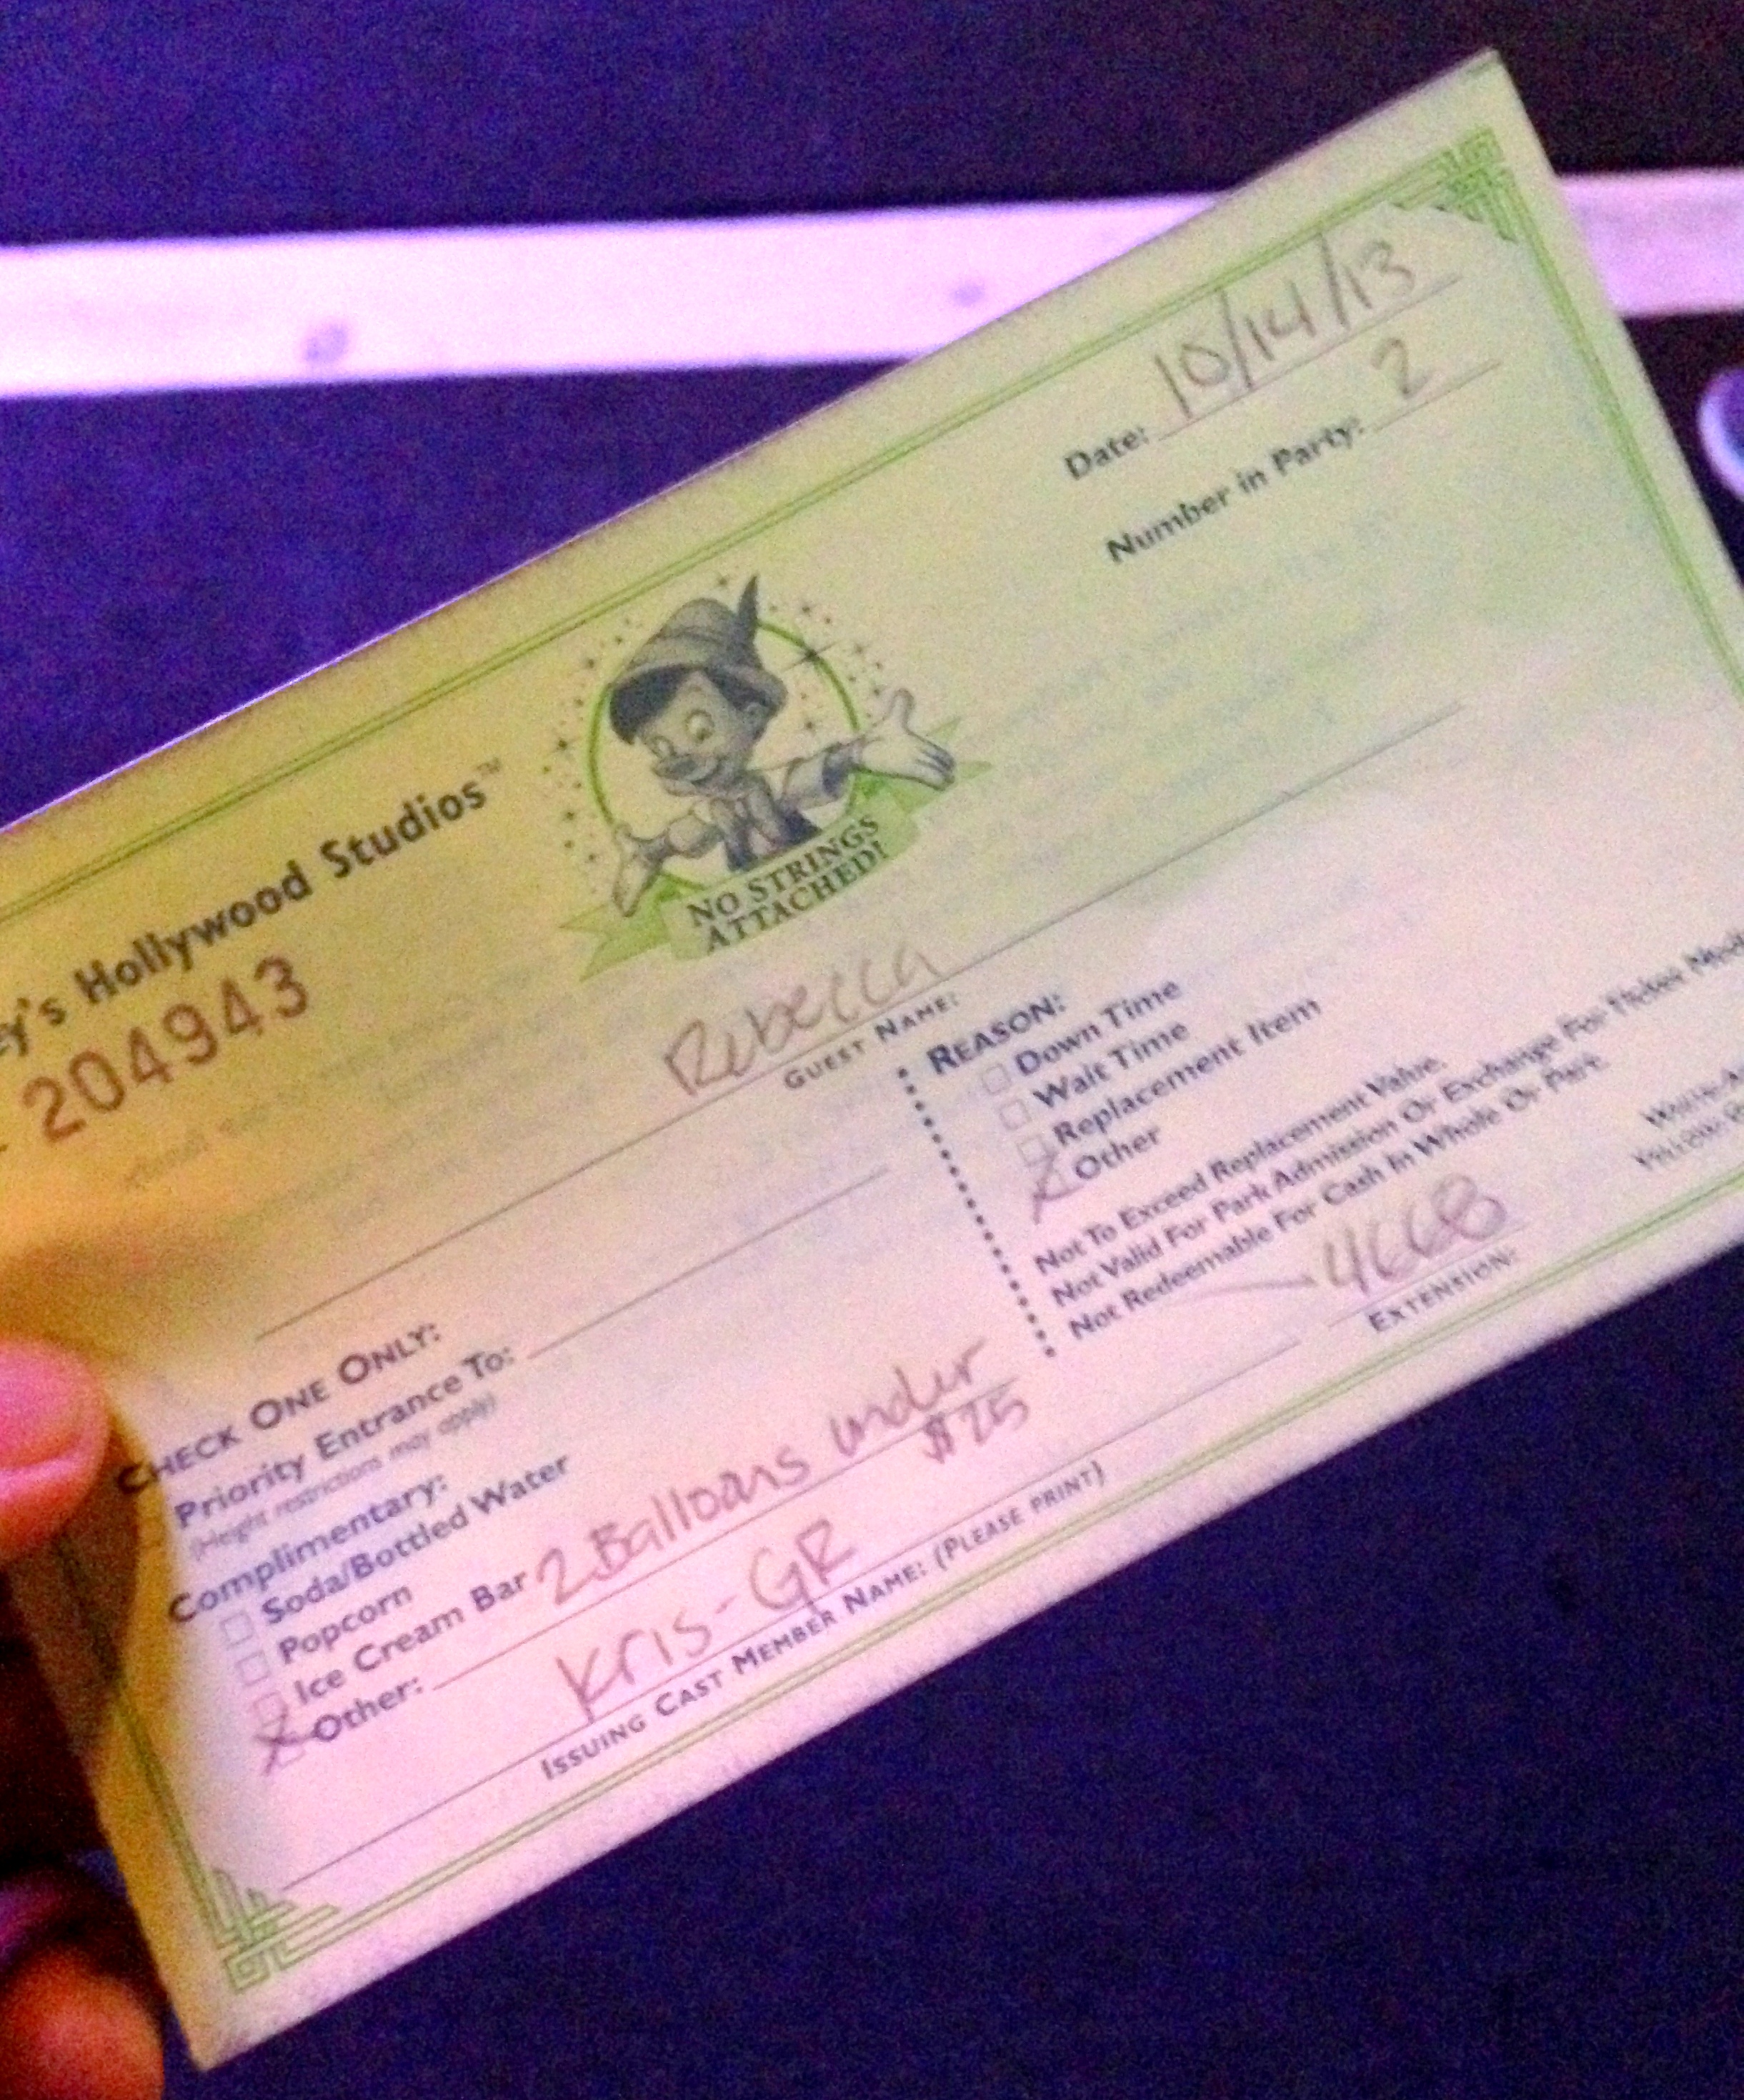 Date: 10/14/13
Number in Party: 2
y's Hollywood Studios™
204943
NO STRINGS
ATTACHED!
Rebecca
GUEST NAME:
CHECK ONE ONLY:
Priority Entrance To:
(Height restrictions may apply)
Complimentary:
Soda/Bottled Water
Popcorn
Ice Cream Bar
X Other: 2 Balloons under
$25
REASON:
Down Time
Wait Time
Replacement Item
X Other
Not To Exceed Replacement Value.
Not Valid For Park Admission Or Exchange For Ticket
Not Redeemable For Cash In Whole Or Part.
Kris-GR
4668
ISSUING CAST MEMBER NAME: (PLEASE PRINT)
EXTENSION: